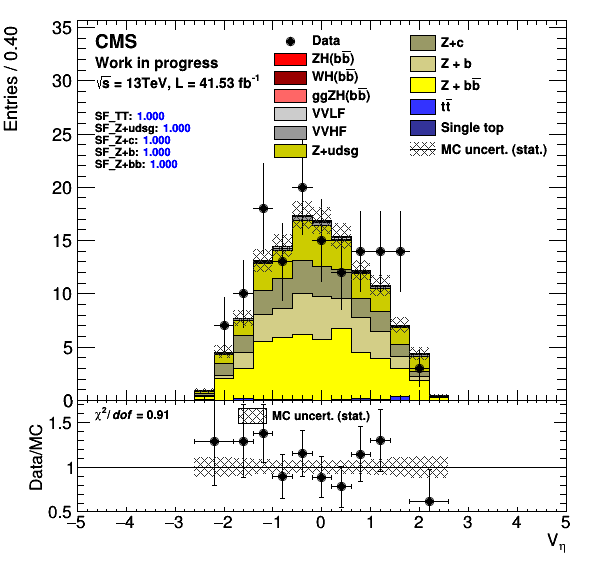 Entries / 0.40
35
30
25
20
15
10
5
0
CMS
Work in progress
√s = 13TeV, L = 41.53 fb⁻¹
SF_TT: 1.000
SF_Z+udsg: 1.000
SF_Z+c: 1.000
SF_Z+b: 1.000
SF_Z+bb: 1.000
Data
ZH(bb̅)
WH(bb̅)
ggZH(bb̅)
VVLF
VVHF
Z+udsg
Z+c
Z + b
Z + bb̅
tt̅
Single top
MC uncert. (stat.)
Data/MC
1.5
1
0.5
χ²/dof = 0.91
MC uncert. (stat.)
−5 −4 −3 −2 −1 0 1 2 3 4 5
V_η